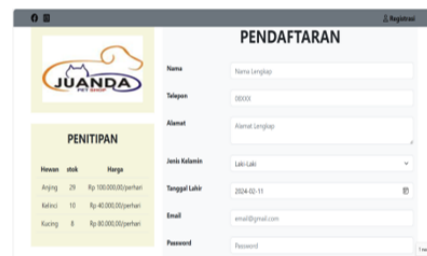 Registrasi
JUANDA
PET SHOP
PENITIPAN
Hewan stok Harga
Anjing 29 Rp 100.000,00/perhari
Kelinci 10 Rp 40.000,00/perhari
Kucing 8 Rp 80.000,00/perhari
PENDAFTARAN
Nama
Nama Lengkap
Telepon
08XXX
Alamat
Alamat Lengkap
Jenis Kelamin
Laki-Laki
Tanggal Lahir
2024-02-11
Email
email@gmail.com
Password
Password